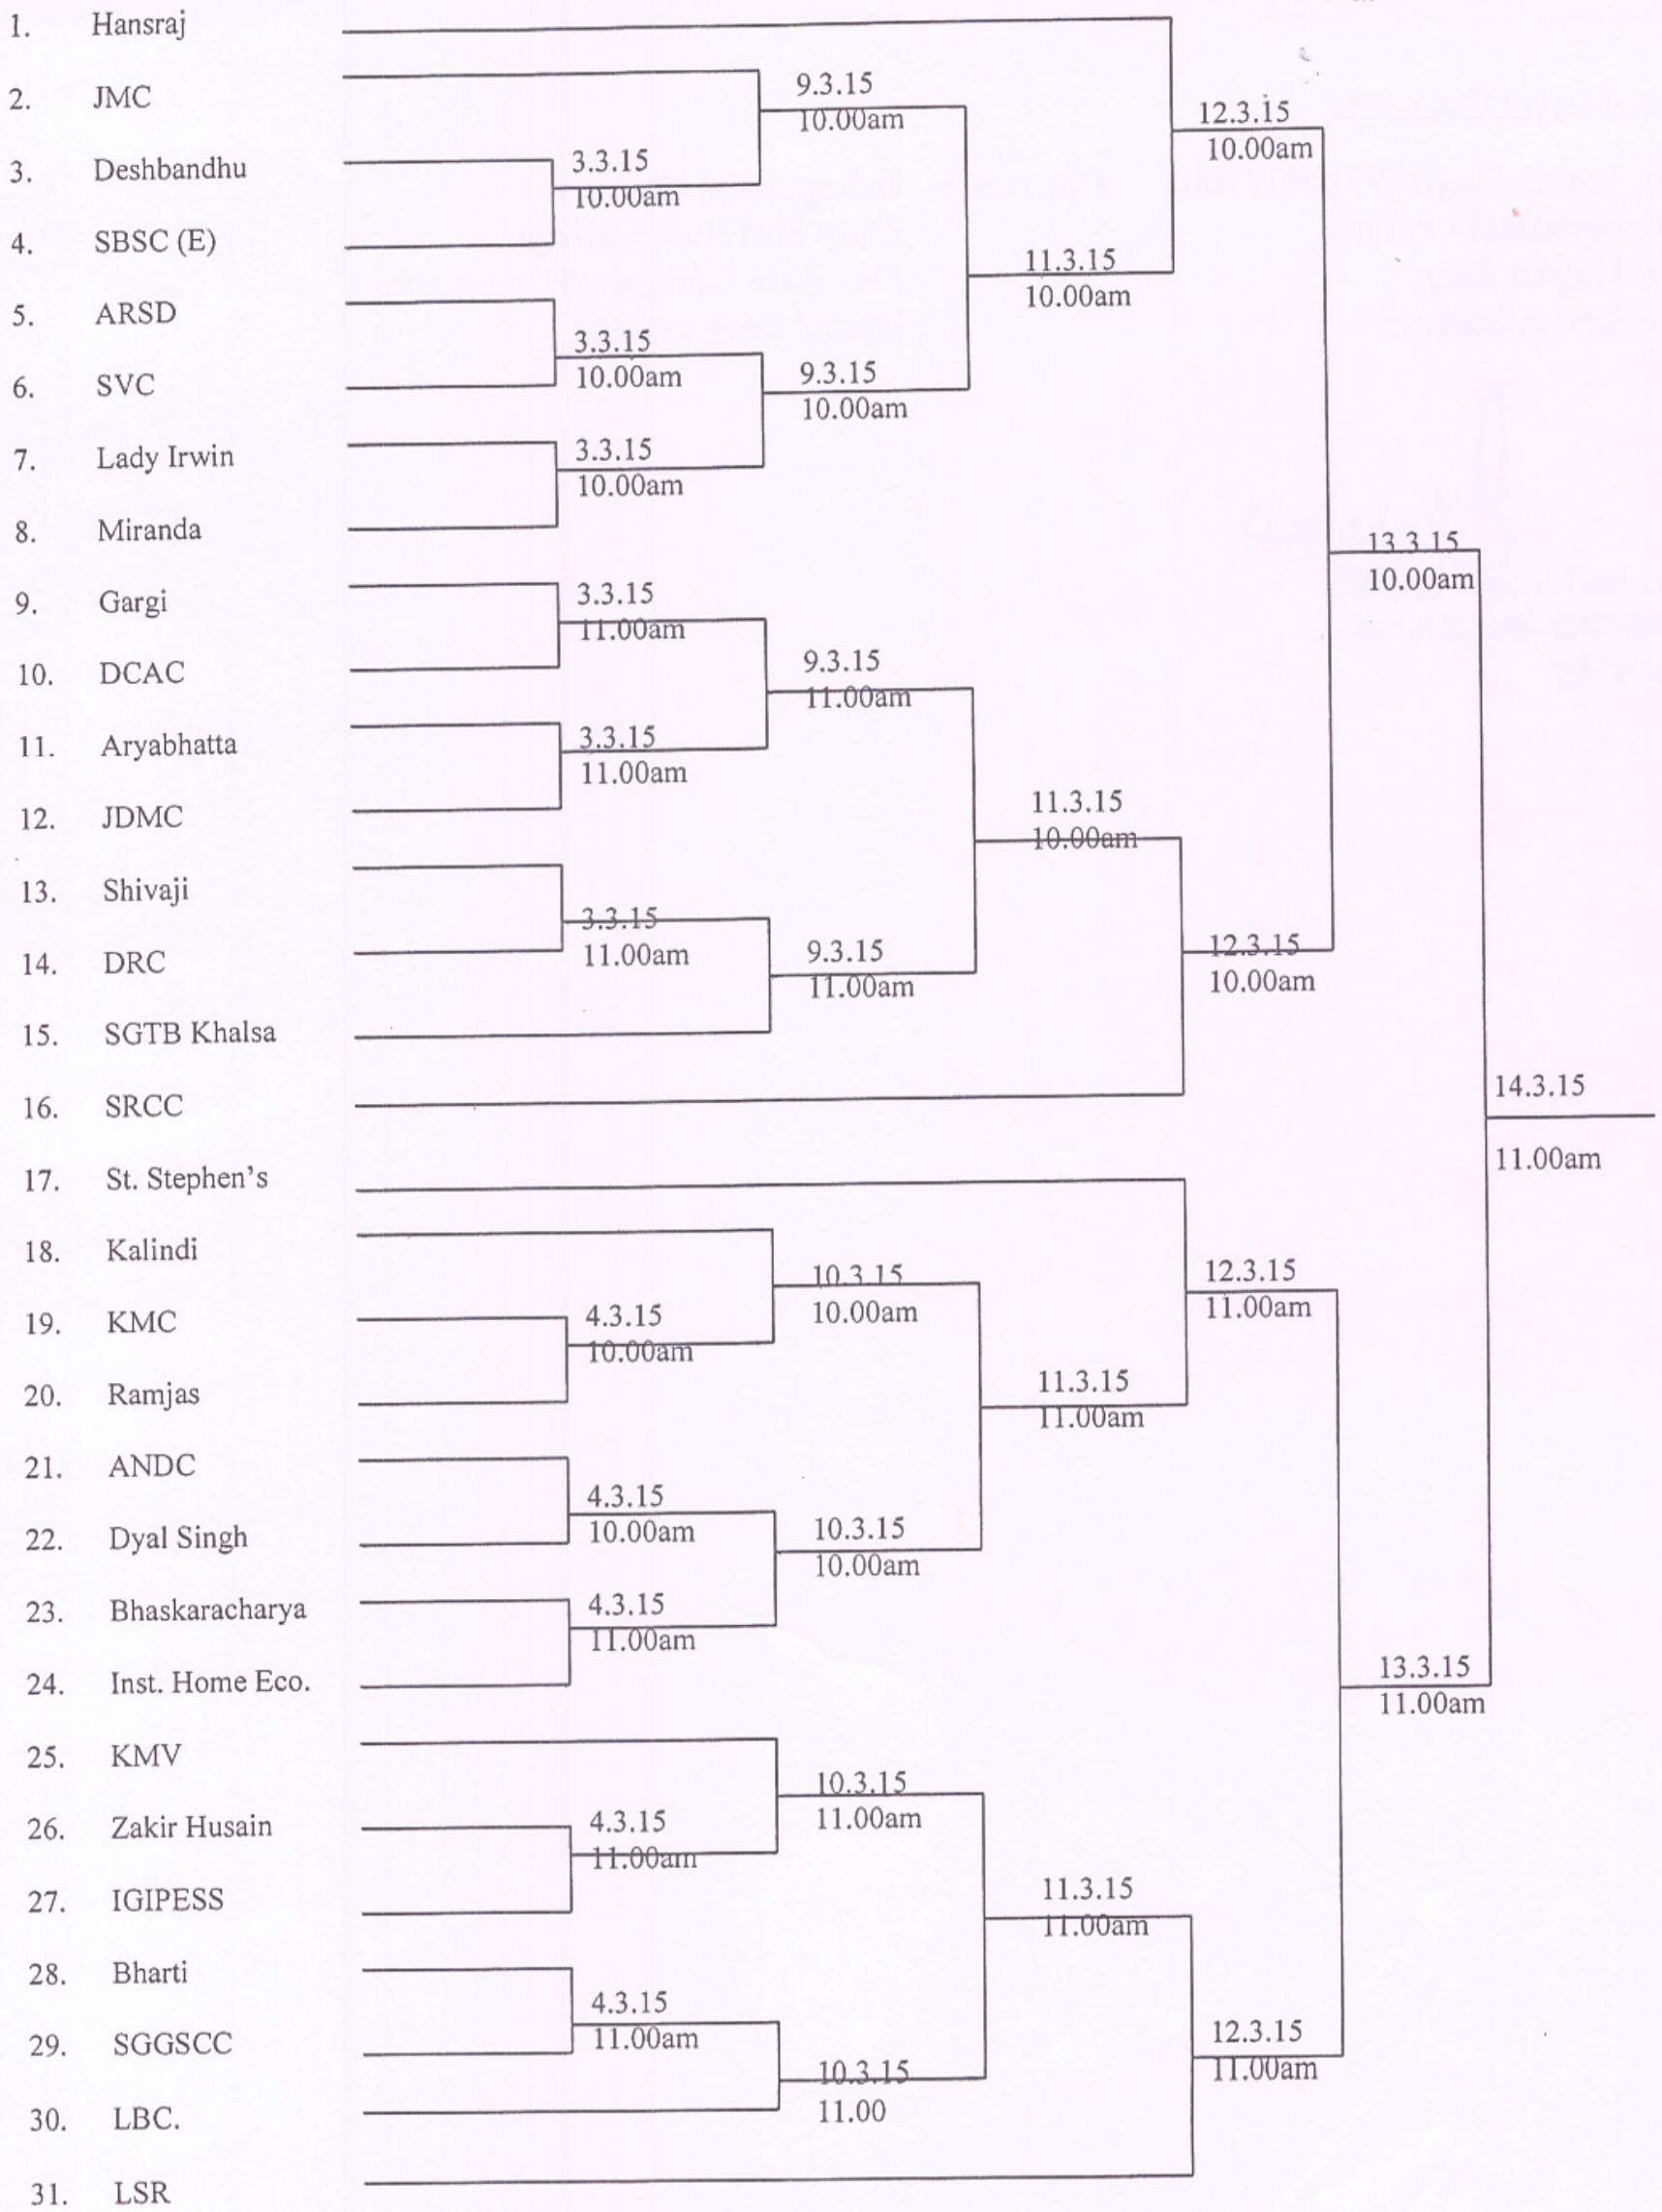 1. Hansraj
2. JMC
3. Deshbandhu
4. SBSC (E)
5. ARSD
6. SVC
7. Lady Irwin
8. Miranda
9. Gargi
10. DCAC
11. Aryabhatta
12. JDMC
13. Shivaji
14. DRC
15. SGTB Khalsa
16. SRCC
17. St. Stephen's
18. Kalindi
19. KMC
20. Ramjas
21. ANDC
22. Dyal Singh
23. Bhaskaracharya
24. Inst. Home Eco.
25. KMV
26. Zakir Husain
27. IGIPESS
28. Bharti
29. SGGSCC
30. LBC.
31. LSR
3.3.15
10.00am
3.3.15
10.00am
3.3.15
10.00am
3.3.15
11.00am
3.3.15
11.00am
3.3.15
11.00am
4.3.15
10.00am
4.3.15
10.00am
4.3.15
11.00am
4.3.15
11.00am
4.3.15
11.00am
9.3.15
10.00am
9.3.15
10.00am
9.3.15
11.00am
9.3.15
11.00am
10.3.15
10.00am
10.3.15
10.00am
10.3.15
11.00am
10.3.15
11.00
11.3.15
10.00am
11.3.15
10.00am
11.3.15
11.00am
11.3.15
11.00am
12.3.15
10.00am
12.3.15
10.00am
12.3.15
11.00am
12.3.15
11.00am
13.3.15
10.00am
13.3.15
11.00am
14.3.15
11.00am